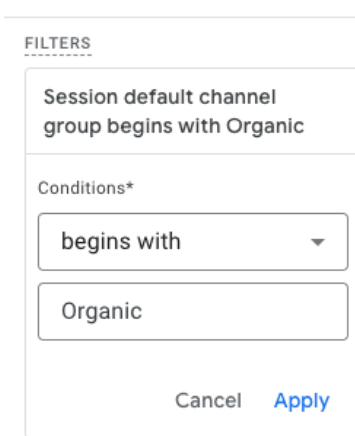 FILTERS
Session default channel
group begins with Organic
Conditions*
begins with
Organic
Cancel Apply